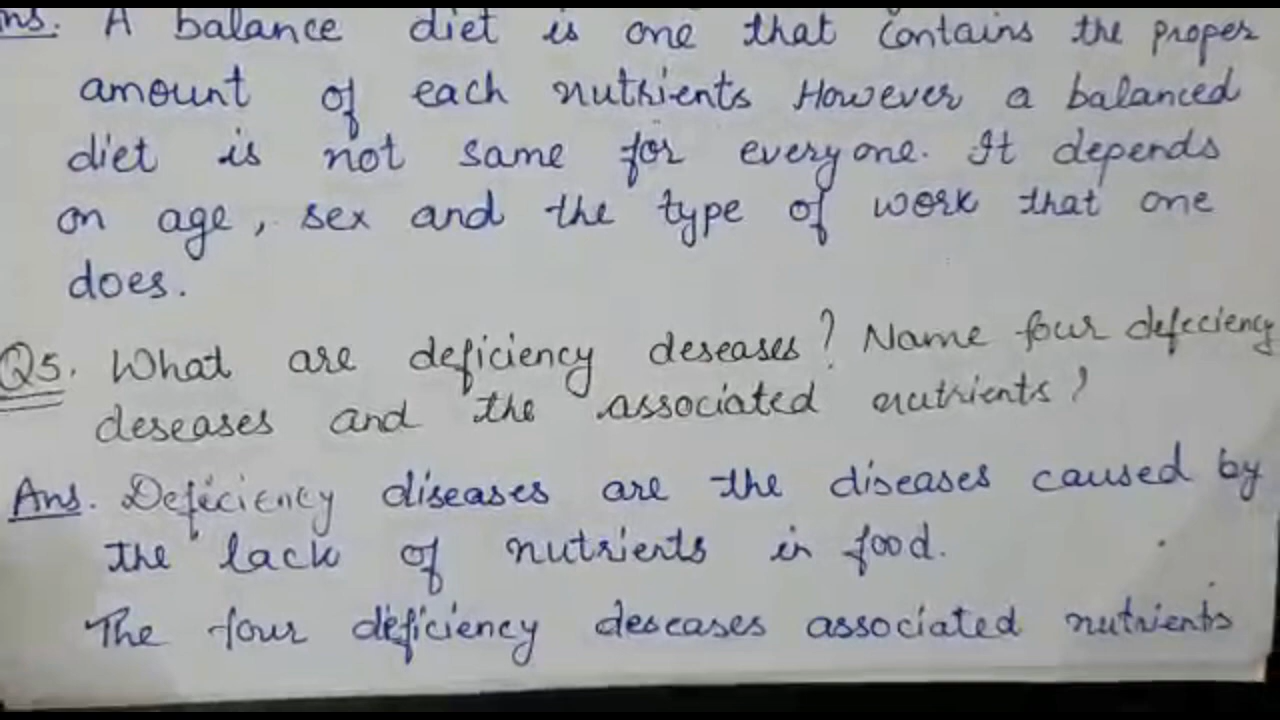 Ans. A balance diet is one that contains the proper
amount of each nutrients However a balanced
diet is not same for everyone. It depends
on age, sex and the type of work that one
does.
Q5. What are deficiency deseases? Name four defeciency
deseases and the associated nutrients?
Ans. Deficiency diseases are the diseases caused by
the lack of nutrients in food.
The four deficiency deseases associated nutrients